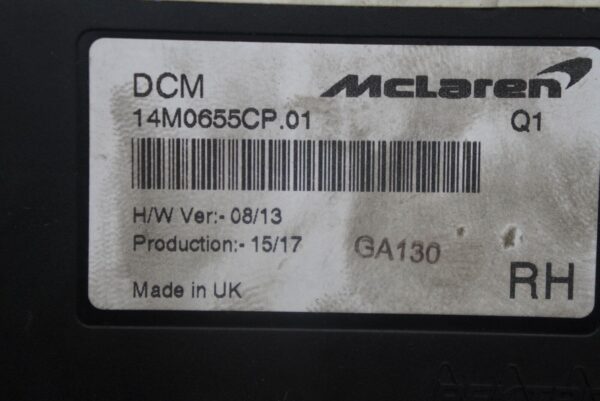 DCM McLaren
14M0655CP.01 Q1
H/W Ver:- 08/13
Production:- 15/17 GA130
Made in UK RH